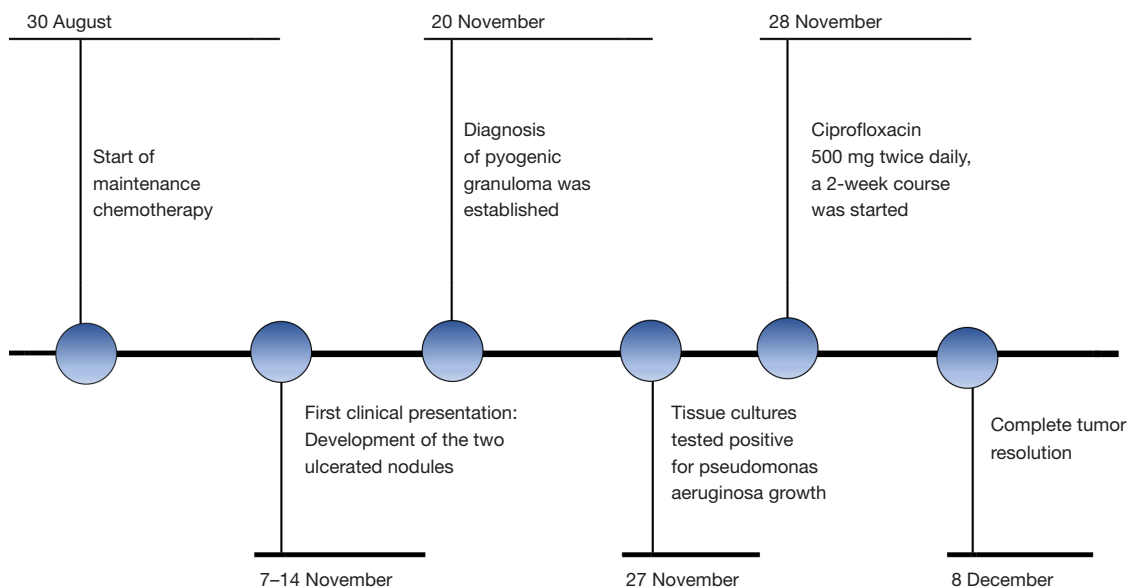 30 August
Start of
maintenance
chemotherapy
7–14 November
First clinical presentation:
Development of the two
ulcerated nodules
20 November
Diagnosis
of pyogenic
granuloma was
established
27 November
Tissue cultures
tested positive
for pseudomonas
aeruginosa growth
28 November
Ciprofloxacin
500 mg twice daily,
a 2-week course
was started
8 December
Complete tumor
resolution